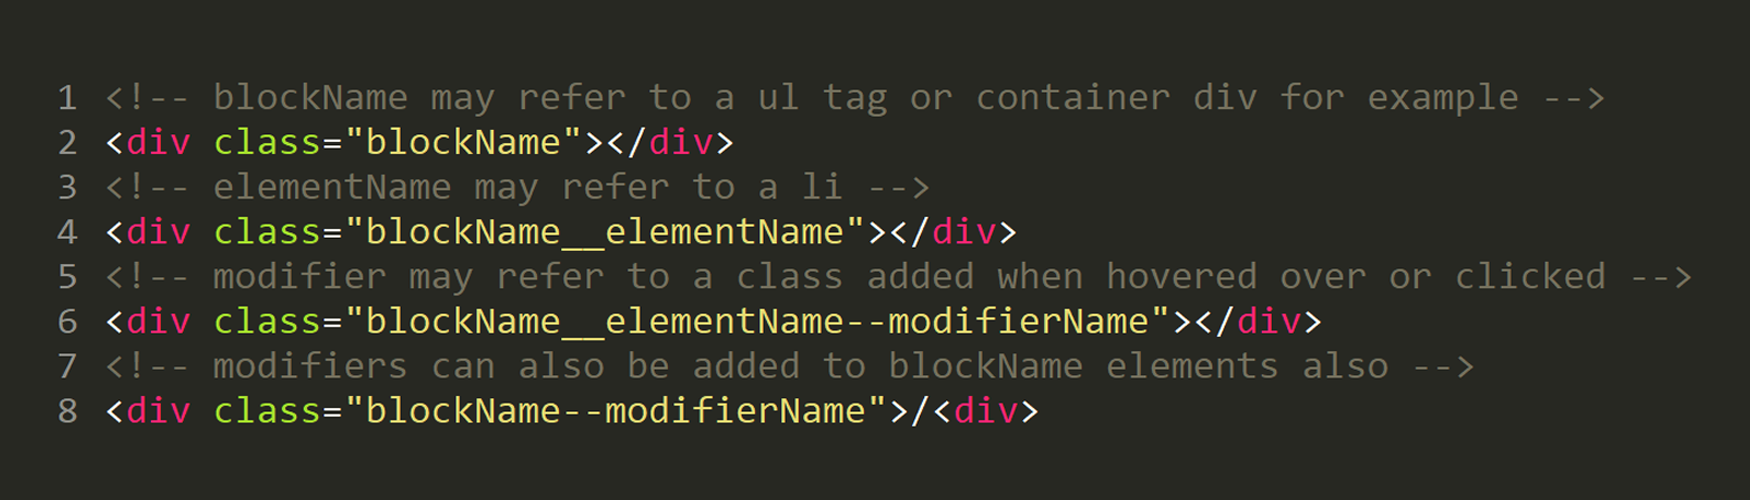 1 <!-- blockName may refer to a ul tag or container div for example -->
2 <div class="blockName"></div>
3 <!-- elementName may refer to a li -->
4 <div class="blockName__elementName"></div>
5 <!-- modifier may refer to a class added when hovered over or clicked -->
6 <div class="blockName__elementName--modifierName"></div>
7 <!-- modifiers can also be added to blockName elements also -->
8 <div class="blockName--modifierName">/<div>